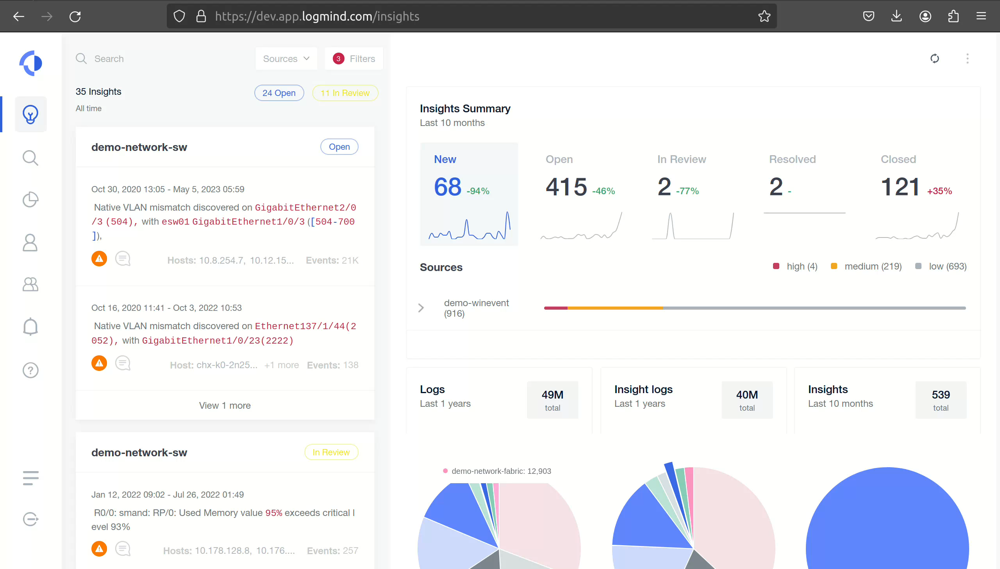 https://dev.app.logmind.com/insights
Search
Sources
3 Filters
35 Insights
24 Open
11 In Review
All time
demo-network-sw
Open
Oct 30, 2020 13:05 - May 5, 2023 05:59
Native VLAN mismatch discovered on GigabitEthernet2/0
/3 (504), with esw01 GigabitEthernet1/0/3 ([504-700
]),
Hosts: 10.8.254.7, 10.12.15... Events: 21K
Oct 16, 2020 11:41 - Oct 3, 2022 10:53
Native VLAN mismatch discovered on Ethernet137/1/44(2
052), with GigabitEthernet1/0/23(2222)
Host: chx-k0-2n25... +1 more Events: 138
View 1 more
demo-network-sw
In Review
Jan 12, 2022 09:02 - Jul 26, 2022 01:49
R0/0: smand: RP/0: Used Memory value 95% exceeds critical l
evel 93%
Hosts: 10.178.128.8, 10.176.... Events: 257
Insights Summary
Last 10 months
New
68 -94%
Open
415 -46%
In Review
2 -77%
Resolved
2 -
Closed
121 +35%
Sources
high (4) medium (219) low (693)
demo-winevent
(916)
Logs
Last 1 years
49M
total
Insight logs
Last 1 years
40M
total
Insights
Last 10 months
539
total
demo-network-fabric: 12,903